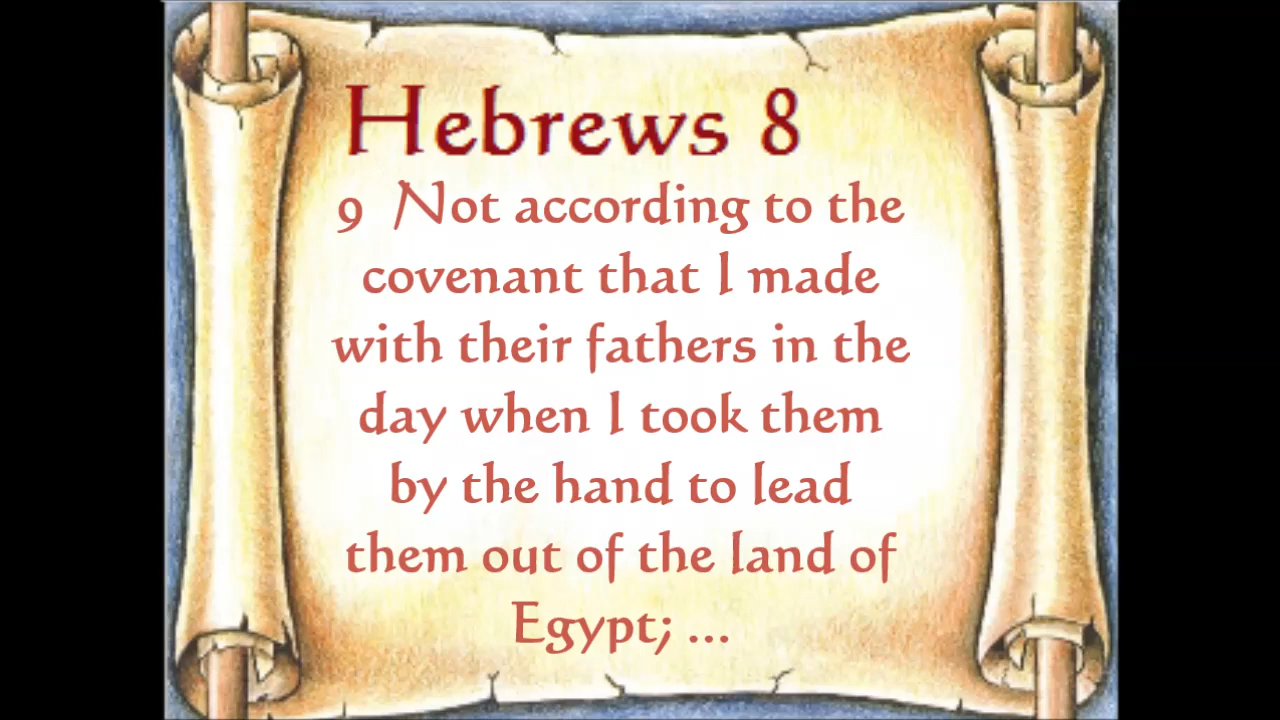 Hebrews 8
9 Not according to the
covenant that I made
with their fathers in the
day when I took them
by the hand to lead
them out of the land of
Egypt; ...